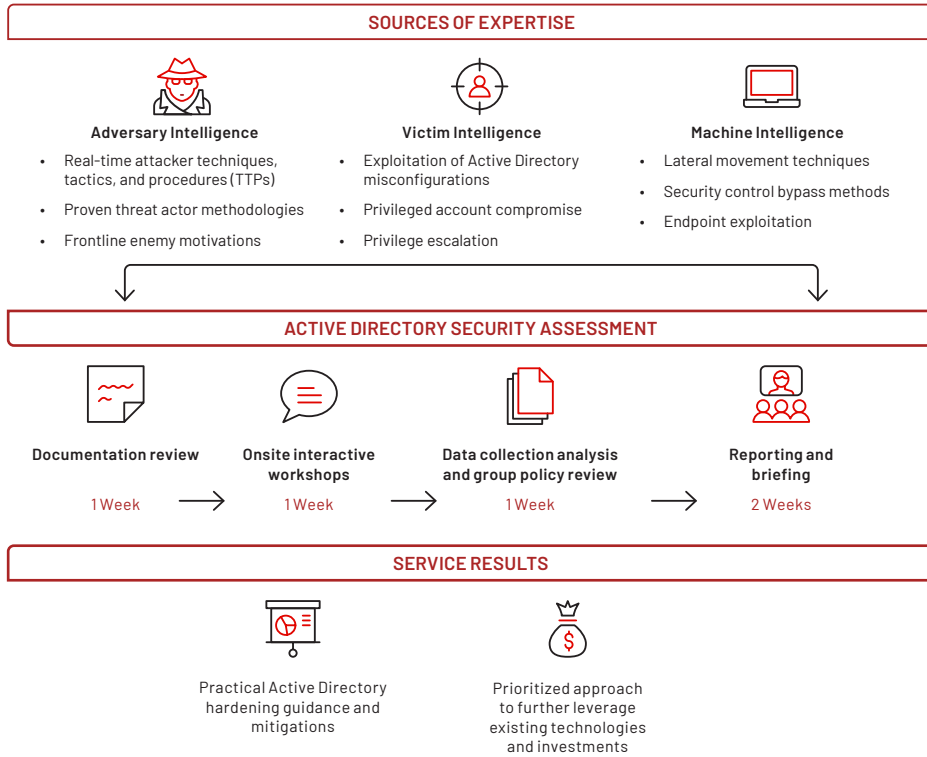 SOURCES OF EXPERTISE
Adversary Intelligence
• Real-time attacker techniques,
tactics, and procedures (TTPs)
• Proven threat actor methodologies
• Frontline enemy motivations
Victim Intelligence
• Exploitation of Active Directory
misconfigurations
• Privileged account compromise
• Privilege escalation
Machine Intelligence
• Lateral movement techniques
• Security control bypass methods
• Endpoint exploitation
ACTIVE DIRECTORY SECURITY ASSESSMENT
Documentation review
1 Week
Onsite interactive
workshops
1 Week
Data collection analysis
and group policy review
1 Week
Reporting and
briefing
2 Weeks
SERVICE RESULTS
$
Practical Active Directory
hardening guidance and
mitigations
Prioritized approach
to further leverage
existing technologies
and investments